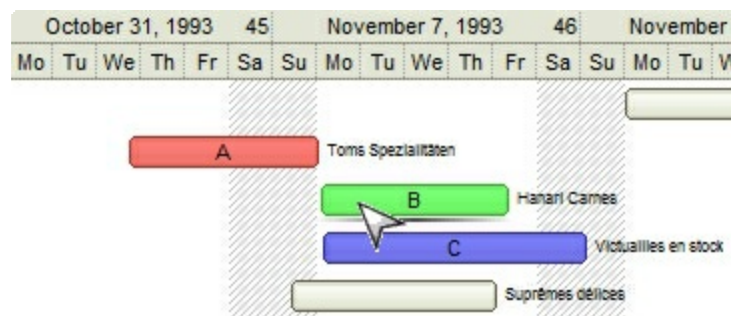 October 31, 1993 45 November 7, 1993 46 November
Mo Tu We Th Fr Sa Su Mo Tu We Th Fr Sa Su Mo Tu
A Toms Spezialitäten
B Hanari Carnes
C Victuailles en stock
Suprêmes délices